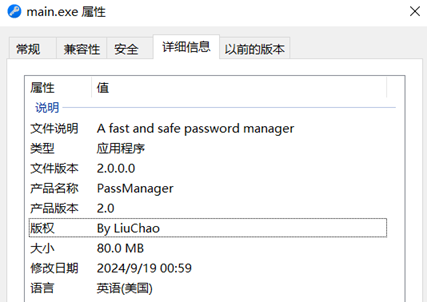 main.exe 属性
常规 兼容性 安全 详细信息 以前的版本
属性 值
说明
文件说明 A fast and safe password manager
类型 应用程序
文件版本 2.0.0.0
产品名称 PassManager
产品版本 2.0
版权 By LiuChao
大小 80.0 MB
修改日期 2024/9/19 00:59
语言 英语(美国)